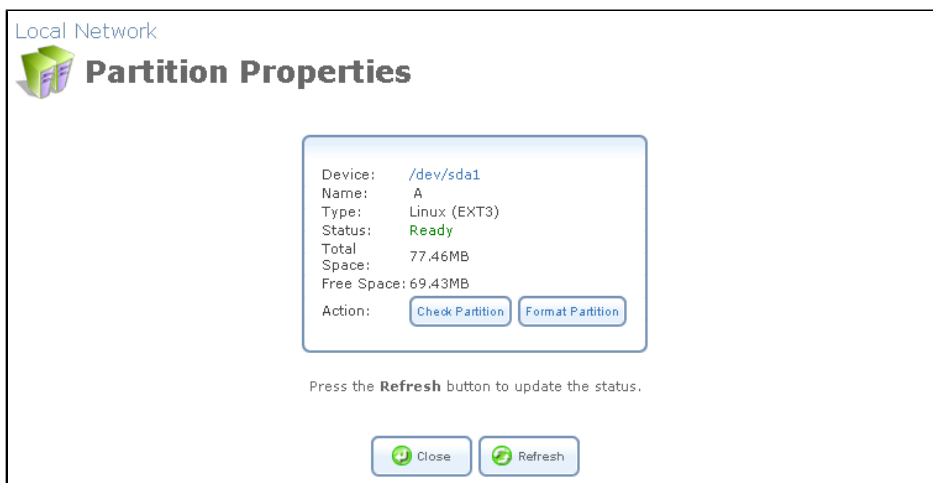 Local Network
Partition Properties
Device: /dev/sda1
Name: A
Type: Linux (EXT3)
Status: Ready
Total Space: 77.46MB
Free Space: 69.43MB
Action: Check Partition Format Partition
Press the Refresh button to update the status.
Close Refresh